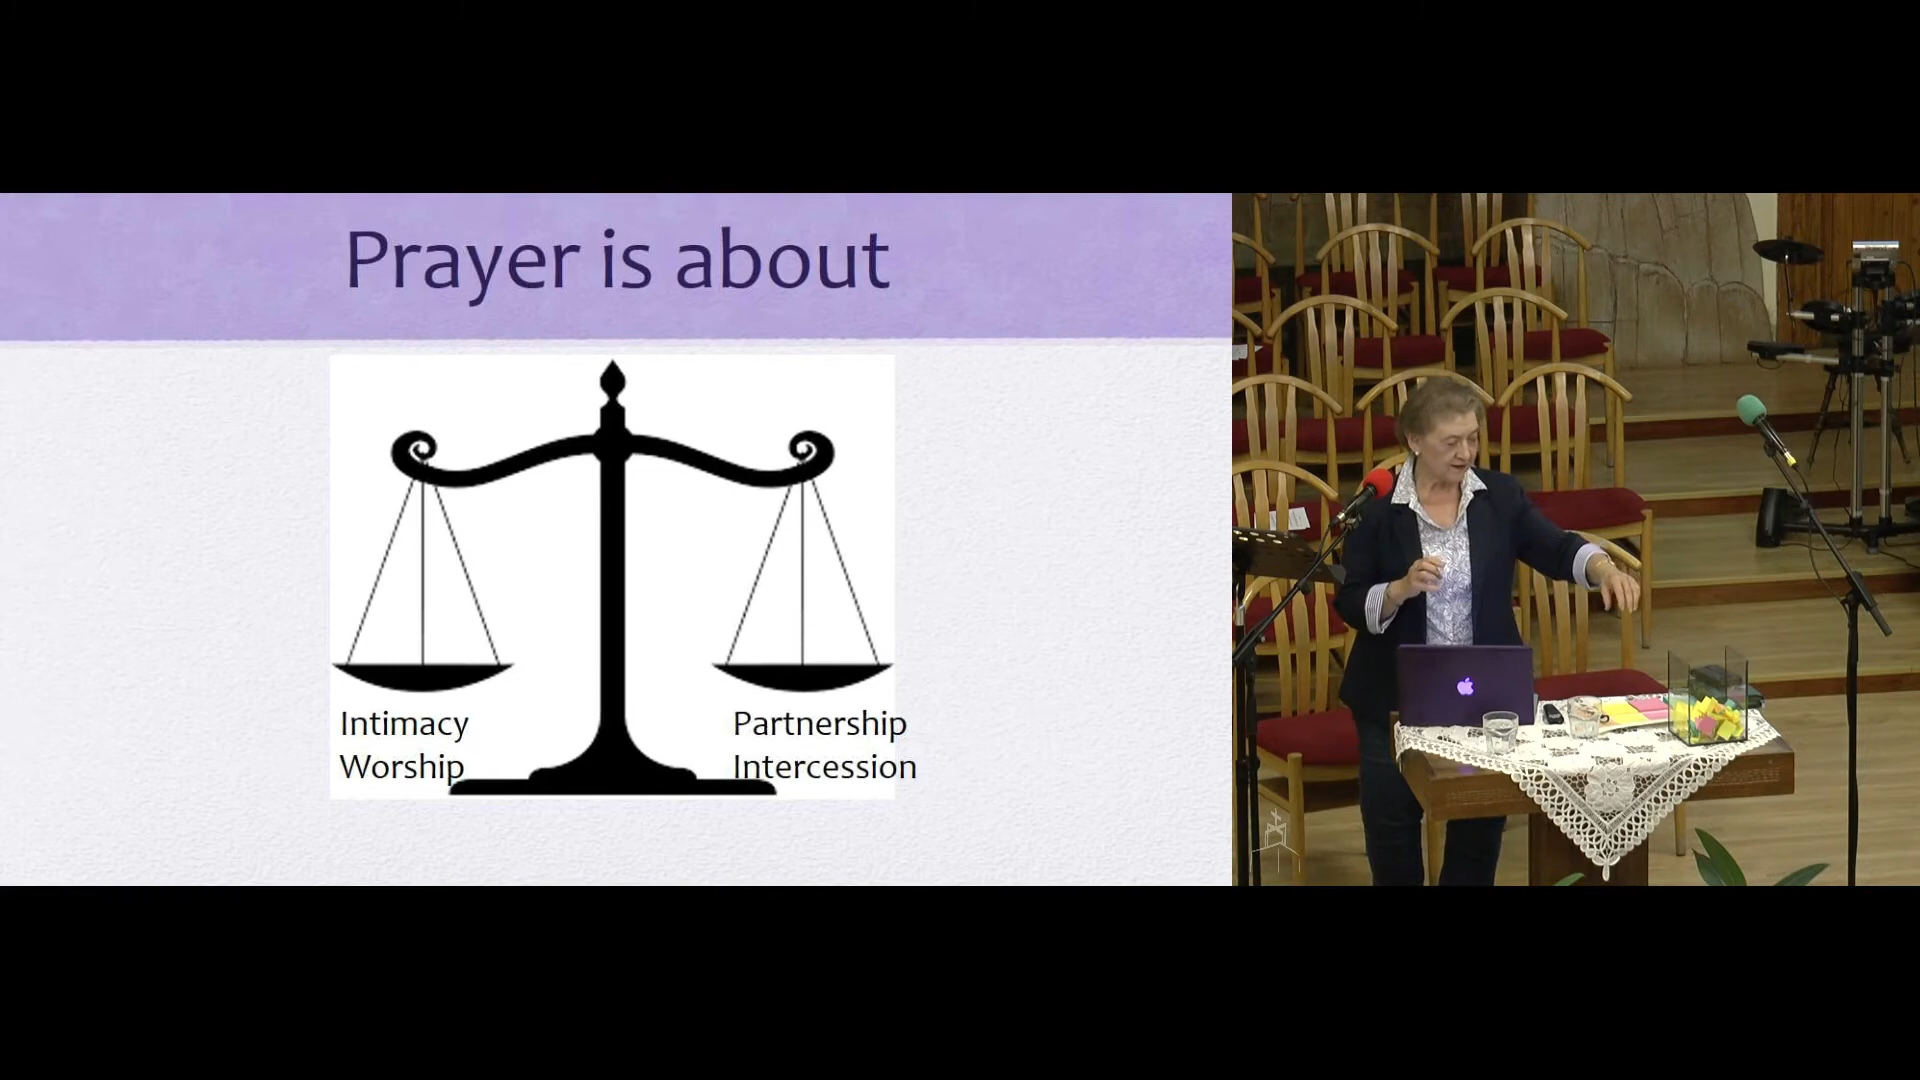 Prayer is about
Intimacy
Worship
Partnership
Intercession